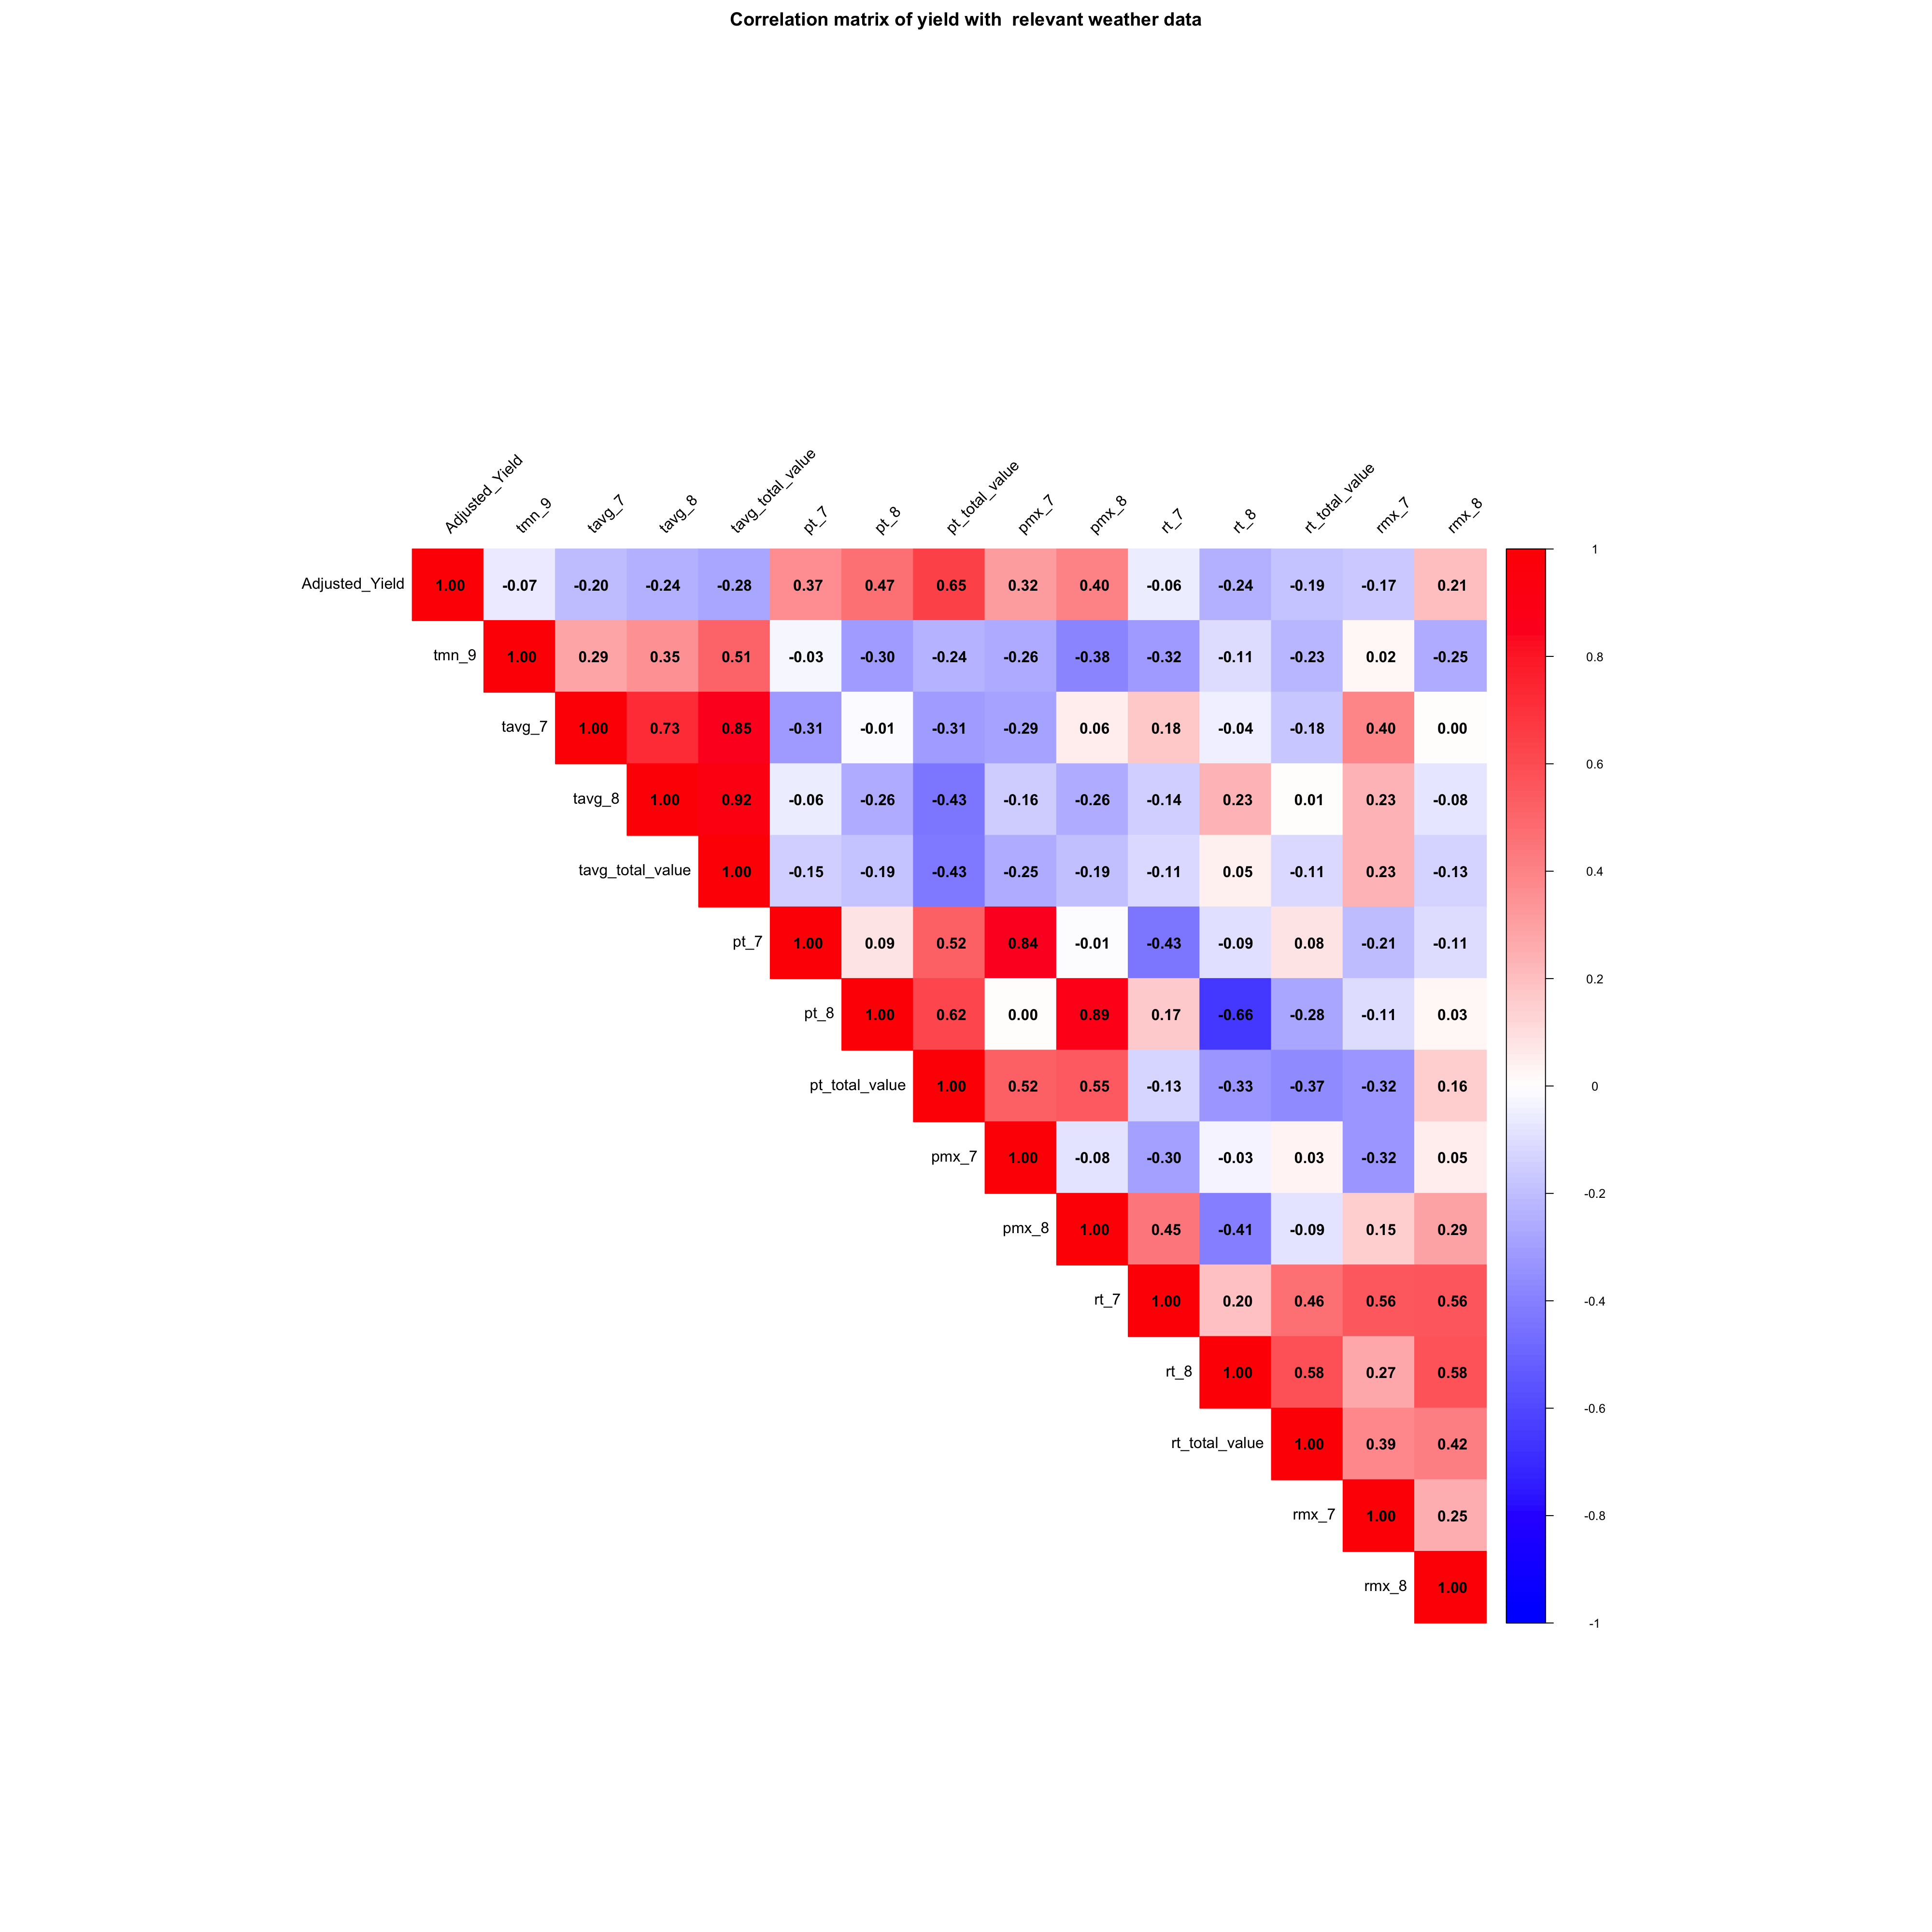 Correlation matrix of yield with  relevant weather data
Adjusted_Yield tmn_9 tavg_7 tavg_8 tavg_total_value pt_7 pt_8 pt_total_value pmx_7 pmx_8 rt_7 rt_8 rt_total_value rmx_7 rmx_8
1
Adjusted_Yield 1.00 -0.07 -0.20 -0.24 -0.28 0.37 0.47 0.65 0.32 0.40 -0.06 -0.24 -0.19 -0.17 0.21
tmn_9 1.00 0.29 0.35 0.51 -0.03 -0.30 -0.24 -0.26 -0.38 -0.32 -0.11 -0.23 0.02 -0.25
0.8
tavg_7 1.00 0.73 0.85 -0.31 -0.01 -0.31 -0.29 0.06 0.18 -0.04 -0.18 0.40 0.00
0.6
tavg_8 1.00 0.92 -0.06 -0.26 -0.43 -0.16 -0.26 -0.14 0.23 0.01 0.23 -0.08
tavg_total_value 1.00 -0.15 -0.19 -0.43 -0.25 -0.19 -0.11 0.05 -0.11 0.23 -0.13
0.4
pt_7 1.00 0.09 0.52 0.84 -0.01 -0.43 -0.09 0.08 -0.21 -0.11
0.2
pt_8 1.00 0.62 0.00 0.89 0.17 -0.66 -0.28 -0.11 0.03
pt_total_value 1.00 0.52 0.55 -0.13 -0.33 -0.37 -0.32 0.16
0
pmx_7 1.00 -0.08 -0.30 -0.03 0.03 -0.32 0.05
-0.2
pmx_8 1.00 0.45 -0.41 -0.09 0.15 0.29
rt_7 1.00 0.20 0.46 0.56 0.56
-0.4
rt_8 1.00 0.58 0.27 0.58
-0.6
rt_total_value 1.00 0.39 0.42
rmx_7 1.00 0.25
-0.8
rmx_8 1.00
-1